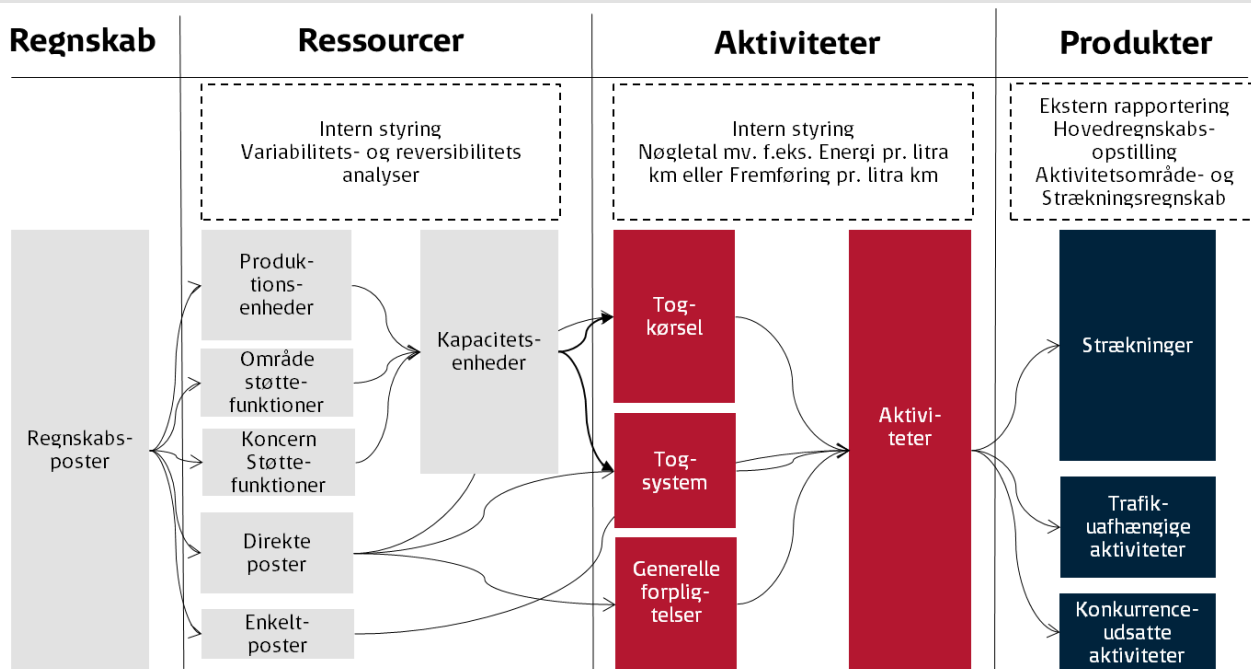 Regnskab
Ressourcer
Aktiviteter
Produkter
Intern styring
Variabilitets- og reversibilitets
analyser
Intern styring
Nøgletal mv. f.eks. Energi pr. litra
km eller Fremføring pr. litra km
Ekstern rapportering
Hovedregnskabs-
opstilling
Aktivitetsområde- og
Strækningsregnskab
Regnskabs-
poster
Produk-
tions-
enheder
Område
støtte-
funktioner
Koncern
Støtte-
funktioner
Direkte
poster
Enkelt-
poster
Kapacitets-
enheder
Tog-
kørsel
Tog-
system
Generelle
forplig-
telser
Aktivi-
teter
Strækninger
Trafik-
uafhængige
aktiviteter
Konkurrence-
udsatte
aktiviteter